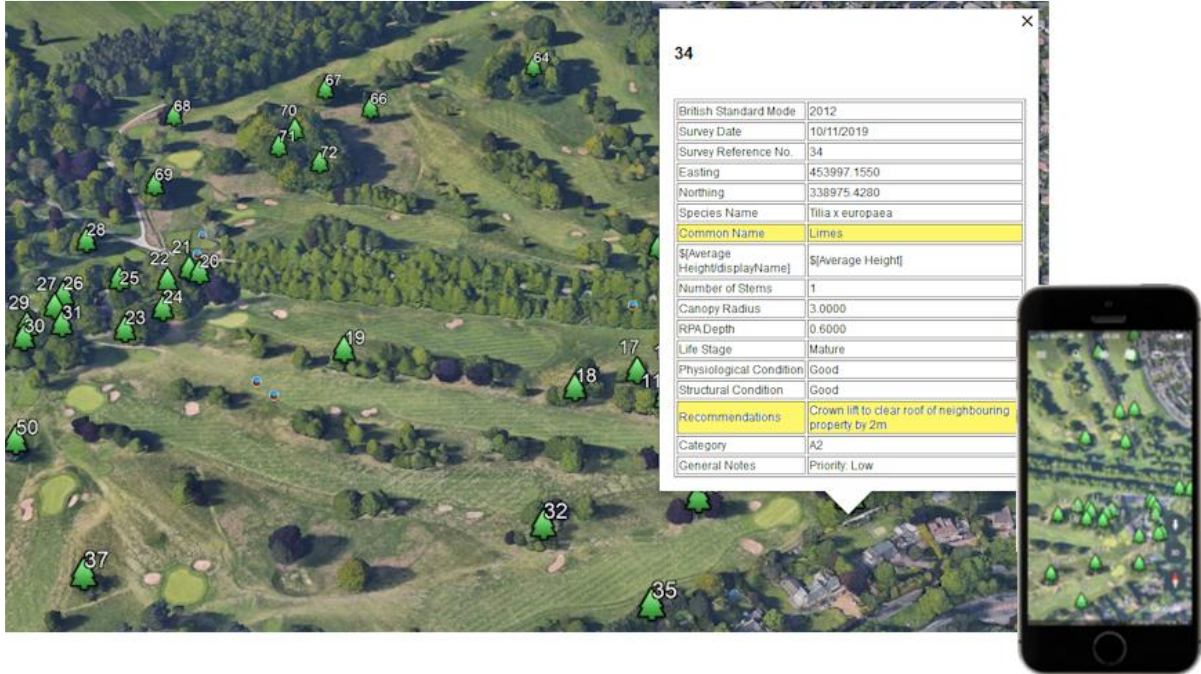 64
67
66
68
70
71
72
69
28
21
22
20
25
27 26
24
29
31
30
23
19
17
18
11
50
32
37
35
×
34
British Standard Mode 2012
Survey Date 10/11/2019
Survey Reference No. 34
Easting 453997.1550
Northing 338975.4280
Species Name Tilia x europaea
Common Name Limes
$[Average
Height/displayName] $[Average Height]
Number of Stems 1
Canopy Radius 3.0000
RPA Depth 0.6000
Life Stage Mature
Physiological Condition Good
Structural Condition Good
Recommendations Crown lift to clear roof of neighbouring
property by 2m
Category A2
General Notes Priority: Low